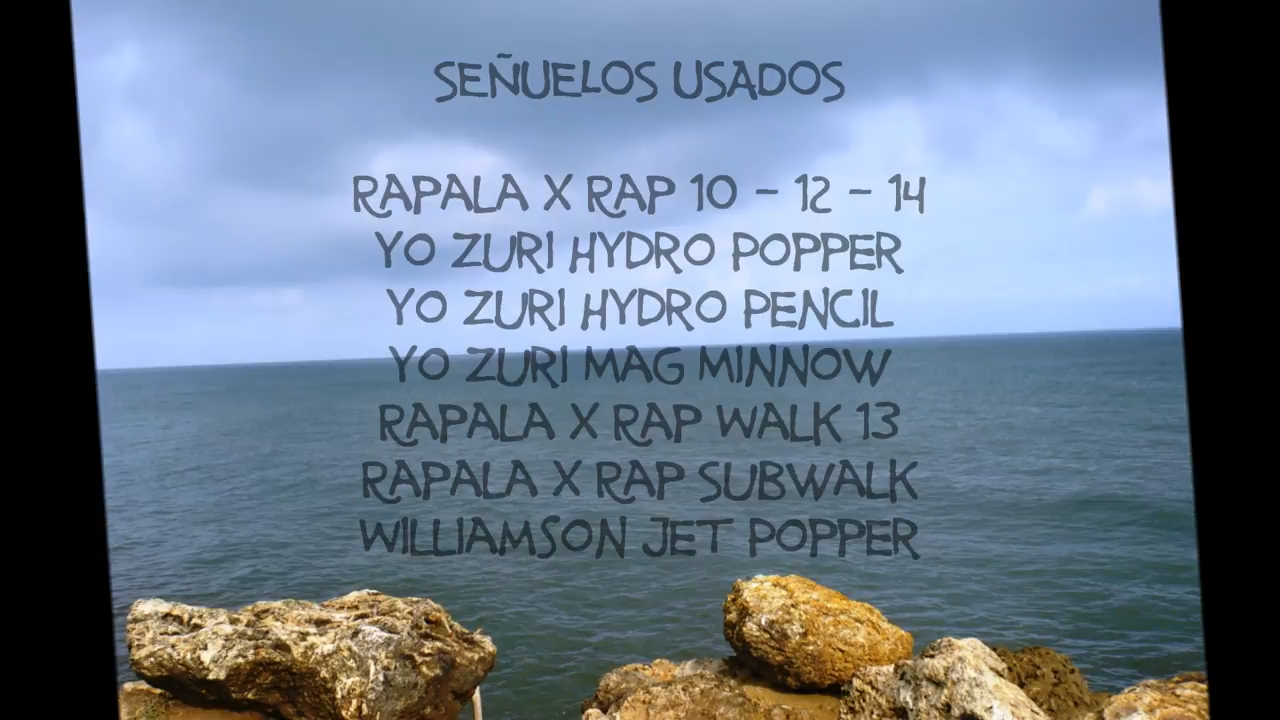 SEÑUELOS USADOS
RAPALA X RAP 10 - 12 - 14
YO ZURI HYDRO POPPER
YO ZURI HYDRO PENCIL
YO ZURI MAG MINNOW
RAPALA X RAP WALK 13
RAPALA X RAP SUBWALK
WILLIAMSON JET POPPER